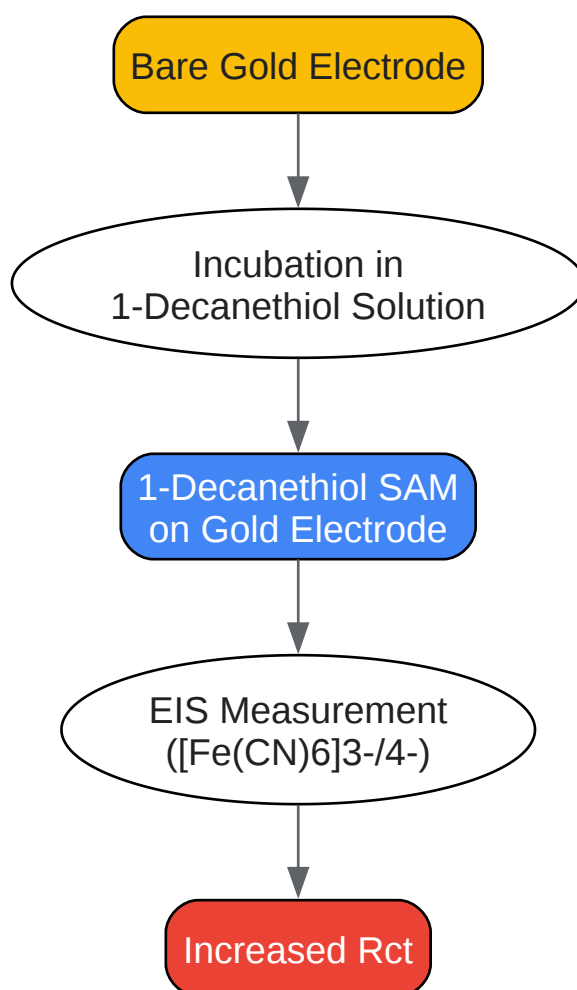 Bare Gold Electrode
Incubation in
1-Decanethiol Solution
1-Decanethiol SAM
on Gold Electrode
EIS Measurement
([Fe(CN)6]3-/4-)
Increased Rct